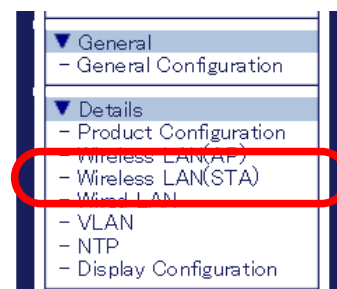 ▼ General
- General Configuration
▼ Details
- Product Configuration
- Wireless LAN(AP)
- Wireless LAN(STA)
- Wired LAN
- VLAN
- NTP
- Display Configuration